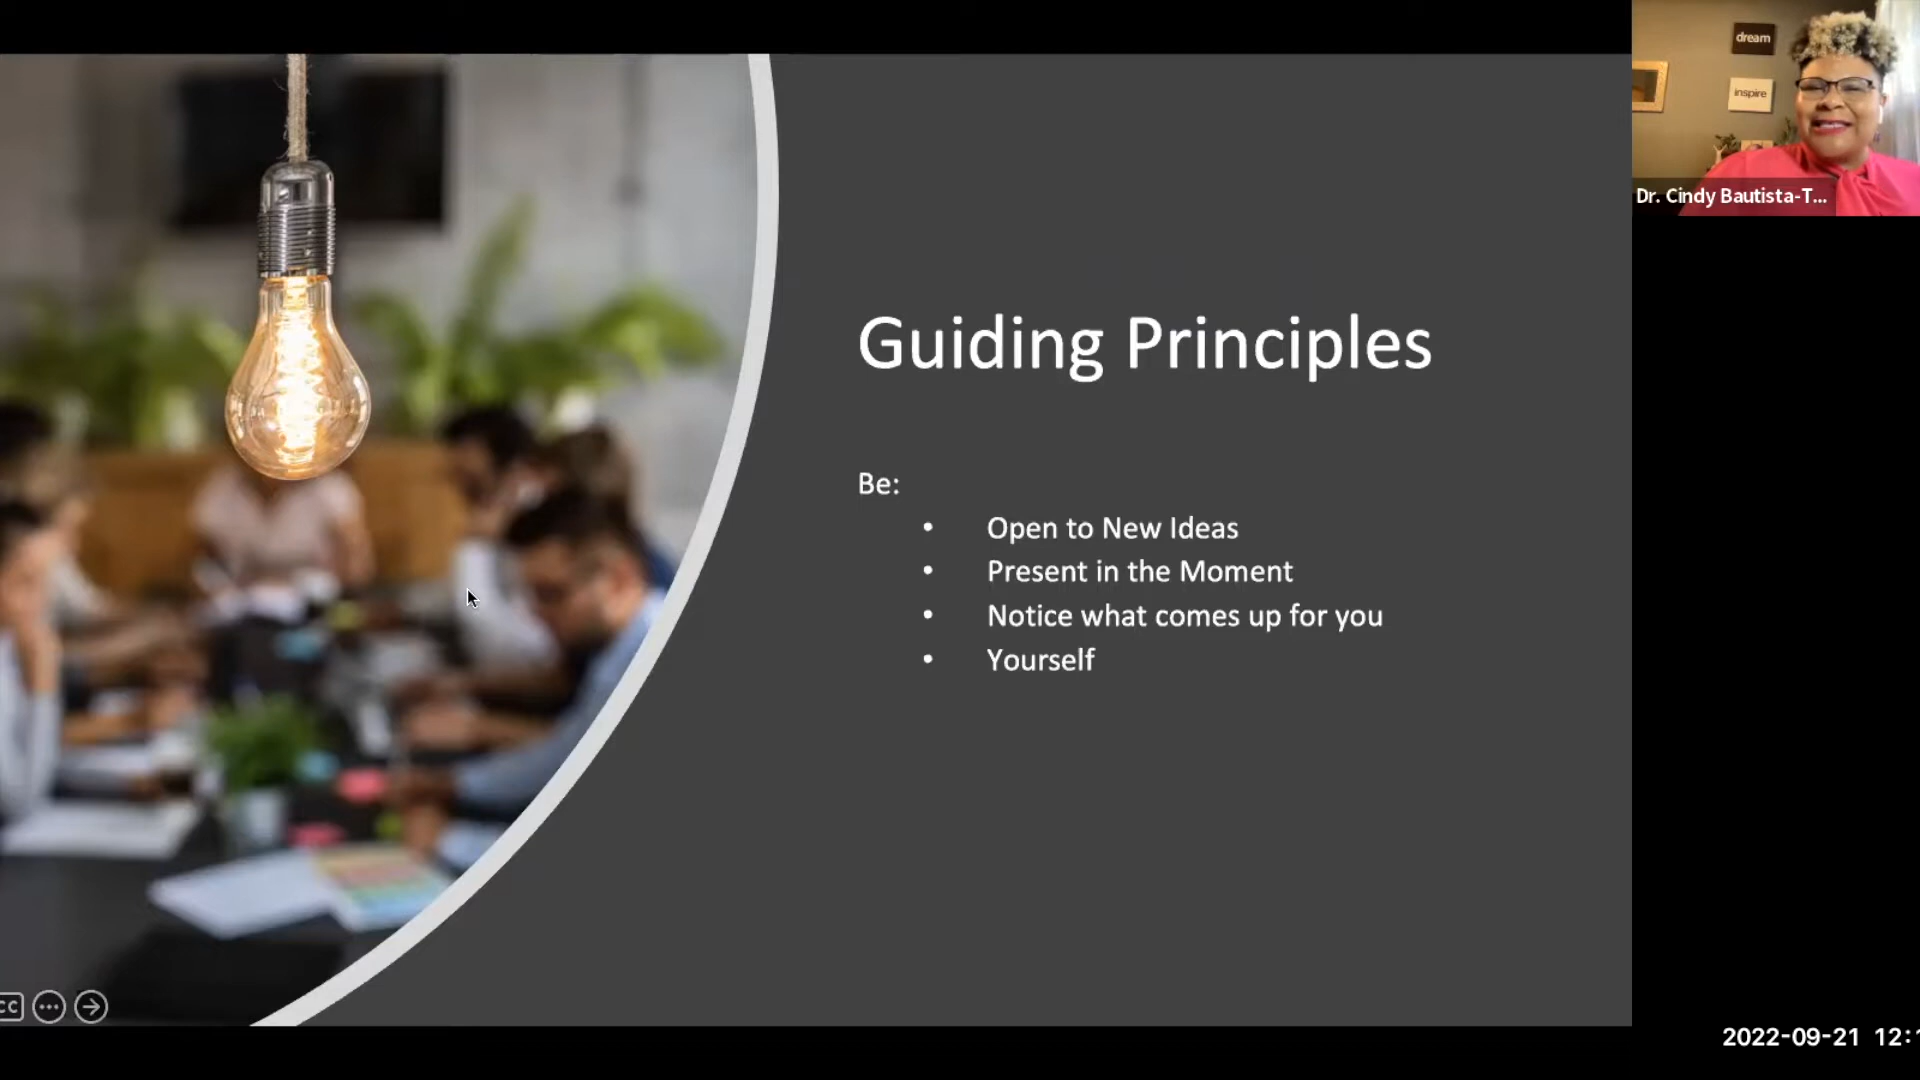 dream
inspire
Dr. Cindy Bautista-T...
Guiding Principles
Be:
• Open to New Ideas
• Present in the Moment
• Notice what comes up for you
• Yourself
CC
2022-09-21 12: